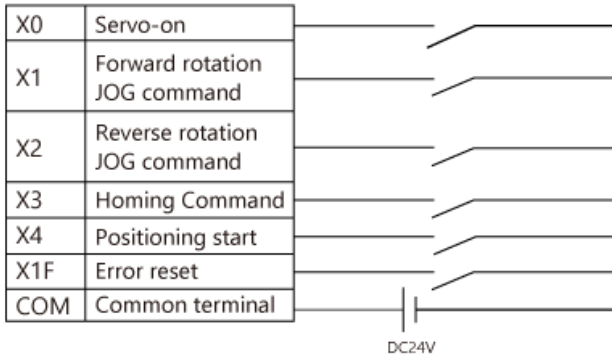 X0 Servo-on
X1 Forward rotation
JOG command
X2 Reverse rotation
JOG command
X3 Homing Command
X4 Positioning start
X1F Error reset
COM Common terminal
DC24V